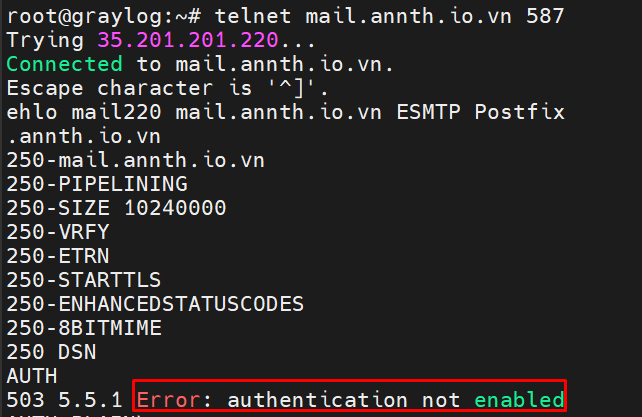 root@graylog:~# telnet mail.annth.io.vn 587
Trying 35.201.201.220...
Connected to mail.annth.io.vn.
Escape character is '^]'.
ehlo mail220 mail.annth.io.vn ESMTP Postfix
.annth.io.vn
250-mail.annth.io.vn
250-PIPELINING
250-SIZE 10240000
250-VRFY
250-ETRN
250-STARTTLS
250-ENHANCEDSTATUSCODES
250-8BITMIME
250 DSN
AUTH
503 5.5.1 Error: authentication not enabled